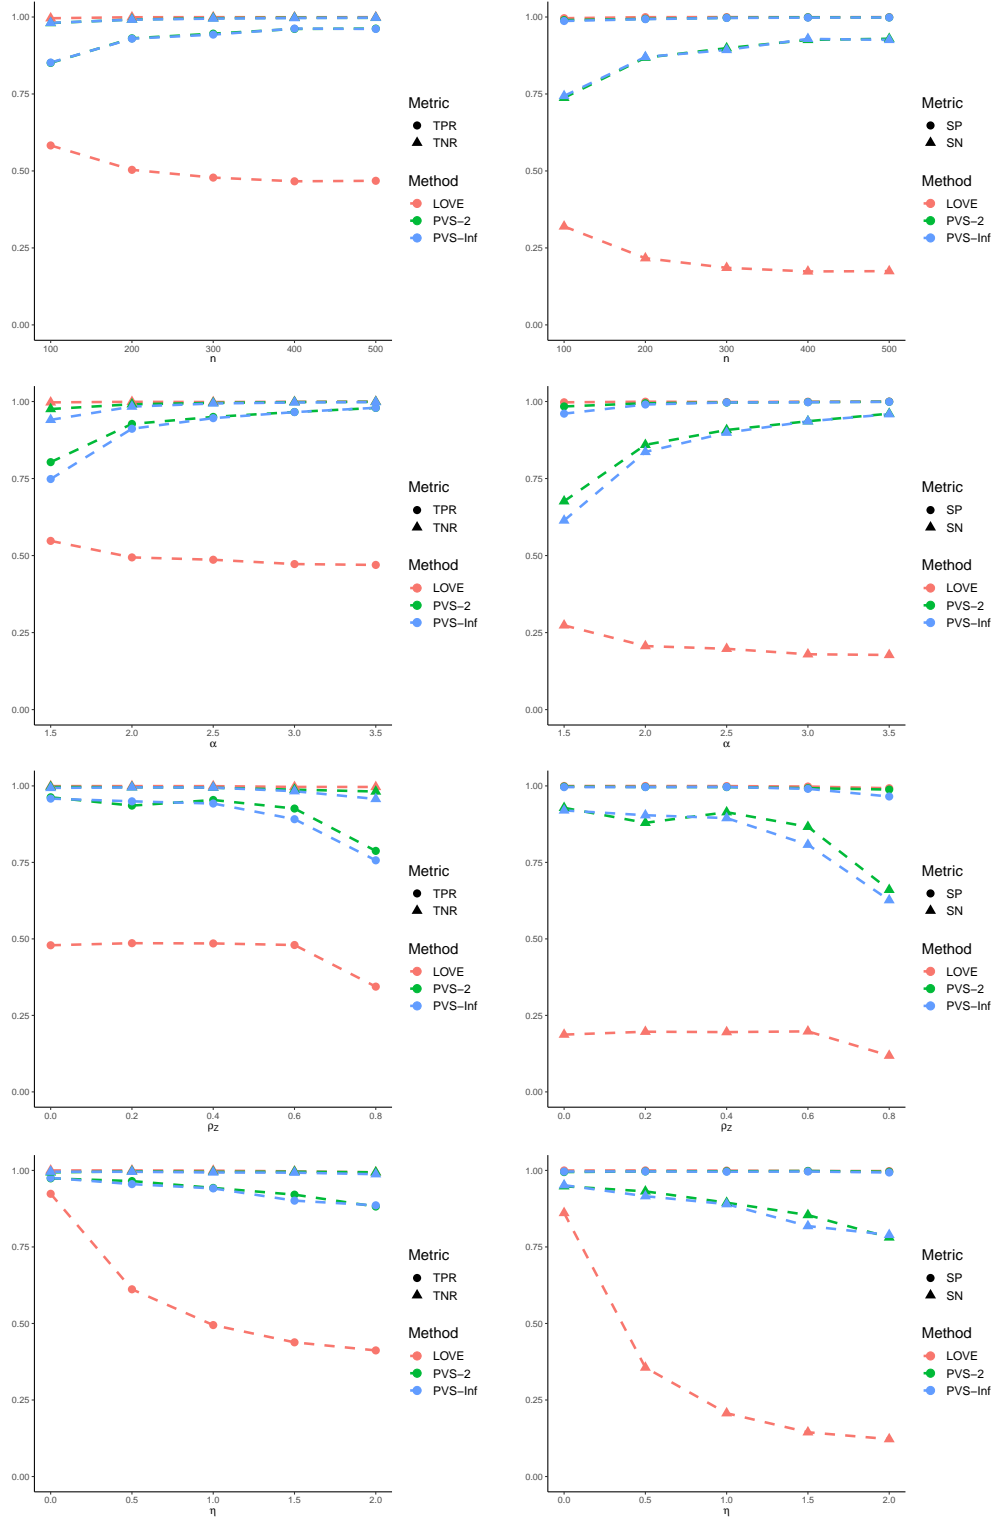 1.00
0.75
0.50
0.25
0.00
100 200 300 400 500
n
Metric
TPR
TNR
Method
LOVE
PVS−2
PVS−Inf
1.00
0.75
0.50
0.25
0.00
100 200 300 400 500
n
Metric
SP
SN
Method
LOVE
PVS−2
PVS−Inf
1.00
0.75
0.50
0.25
0.00
1.5 2.0 2.5 3.0 3.5
α
Metric
TPR
TNR
Method
LOVE
PVS−2
PVS−Inf
1.00
0.75
0.50
0.25
0.00
1.5 2.0 2.5 3.0 3.5
α
Metric
SP
SN
Method
LOVE
PVS−2
PVS−Inf
1.00
0.75
0.50
0.25
0.00
0.0 0.2 0.4 0.6 0.8
ρZ
Metric
TPR
TNR
Method
LOVE
PVS−2
PVS−Inf
1.00
0.75
0.50
0.25
0.00
0.0 0.2 0.4 0.6 0.8
ρZ
Metric
SP
SN
Method
LOVE
PVS−2
PVS−Inf
1.00
0.75
0.50
0.25
0.00
0.0 0.5 1.0 1.5 2.0
η
Metric
TPR
TNR
Method
LOVE
PVS−2
PVS−Inf
1.00
0.75
0.50
0.25
0.00
0.0 0.5 1.0 1.5 2.0
η
Metric
SP
SN
Method
LOVE
PVS−2
PVS−Inf